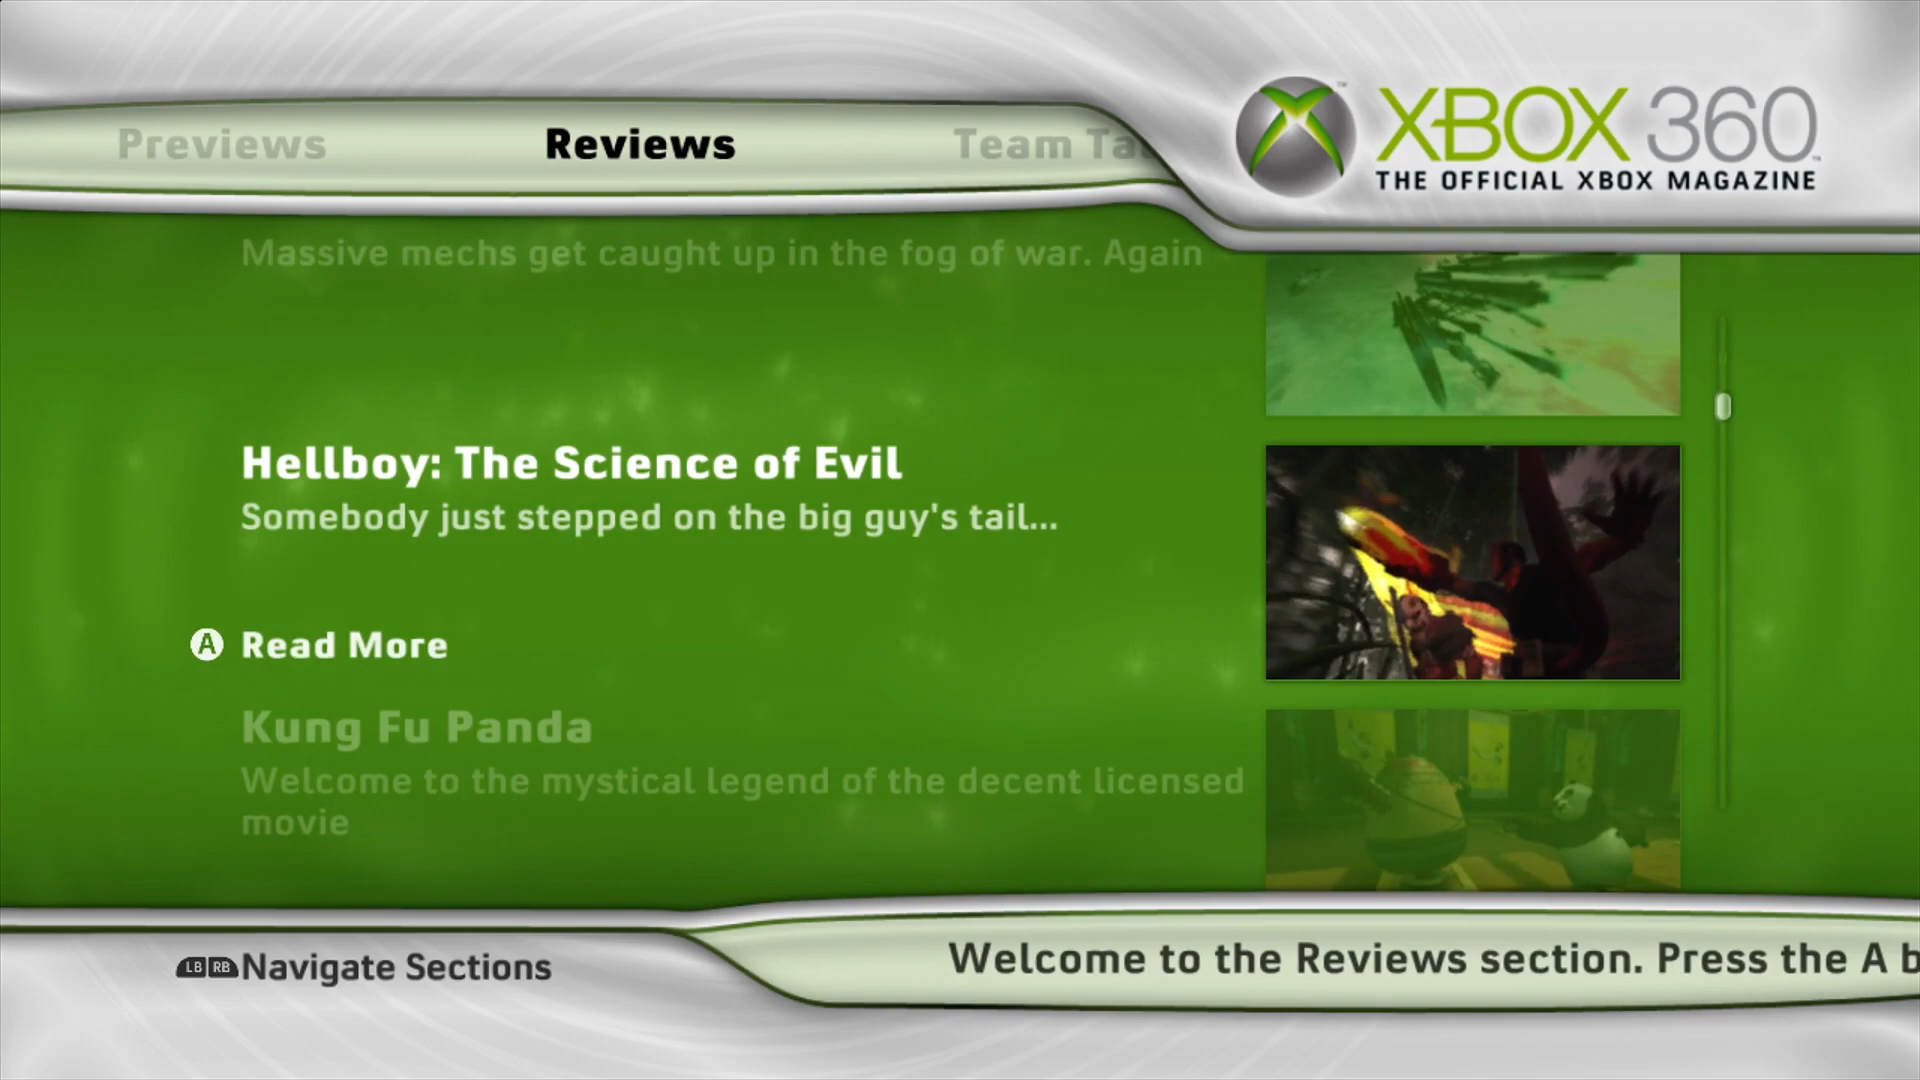 Previews
Reviews
Team Ta
XBOX 360
THE OFFICIAL XBOX MAGAZINE
Massive mechs get caught up in the fog of war. Again
Hellboy: The Science of Evil
Somebody just stepped on the big guy's tail...
A Read More
Kung Fu Panda
Welcome to the mystical legend of the decent licensed
movie
LB RB Navigate Sections
Welcome to the Reviews section. Press the A b